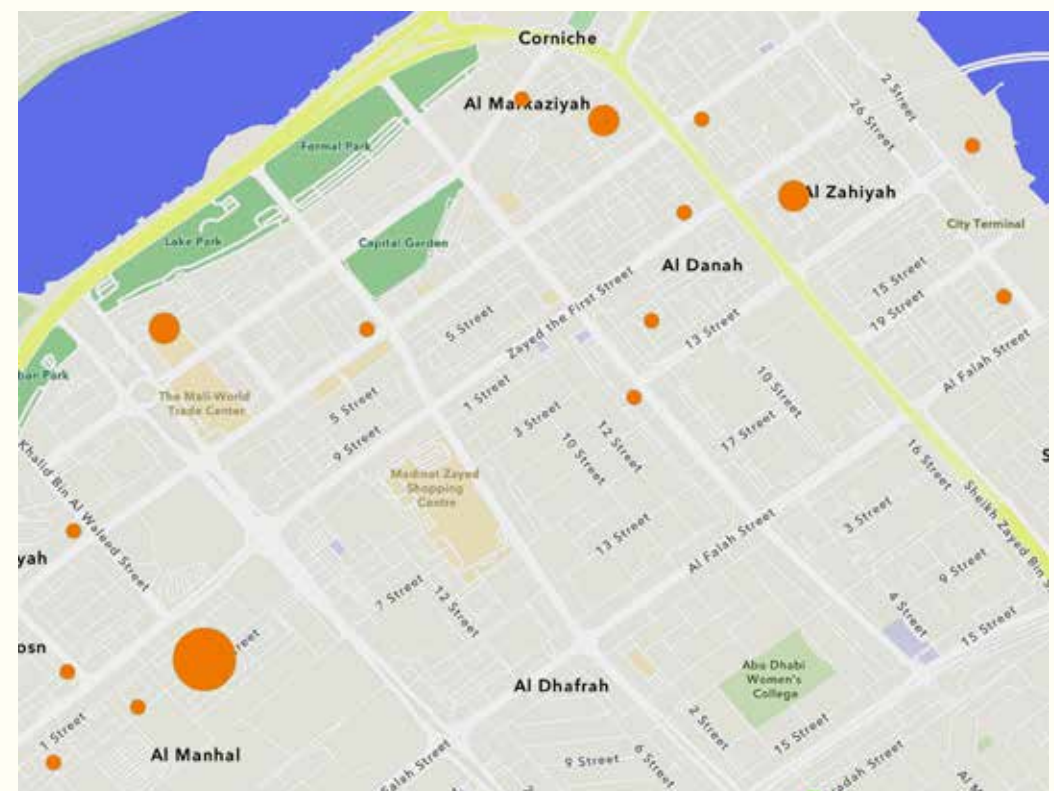 Corniche
Al Markaziyah
2 Street
26 Street
Formal Park
Al Zahiyah
City Terminal
Lake Park
Capital Garden
Al Danah
15 Street
19 Street
5 Street
Zayed the First Street
13 Street
Al Falah Street
The Mall-World
Trade Center
5 Street
1 Street
10 Street
9 Street
3 Street
12 Street
17 Street
10 Street
Khalid Bin Al Waleed Street
Madinat Zayed
Shopping
Centre
16 Street
Sheikh Zayed Bin S
13 Street
3 Street
Al Falah Street
yah
9 Street
7 Street
12 Street
4 Street
15 Street
osn
Abu Dhabi
Women's
College
Al Dhafrah
2 Street
1 Street
15 Street
Al Manhal
9 Street
6 Street
Falah Street